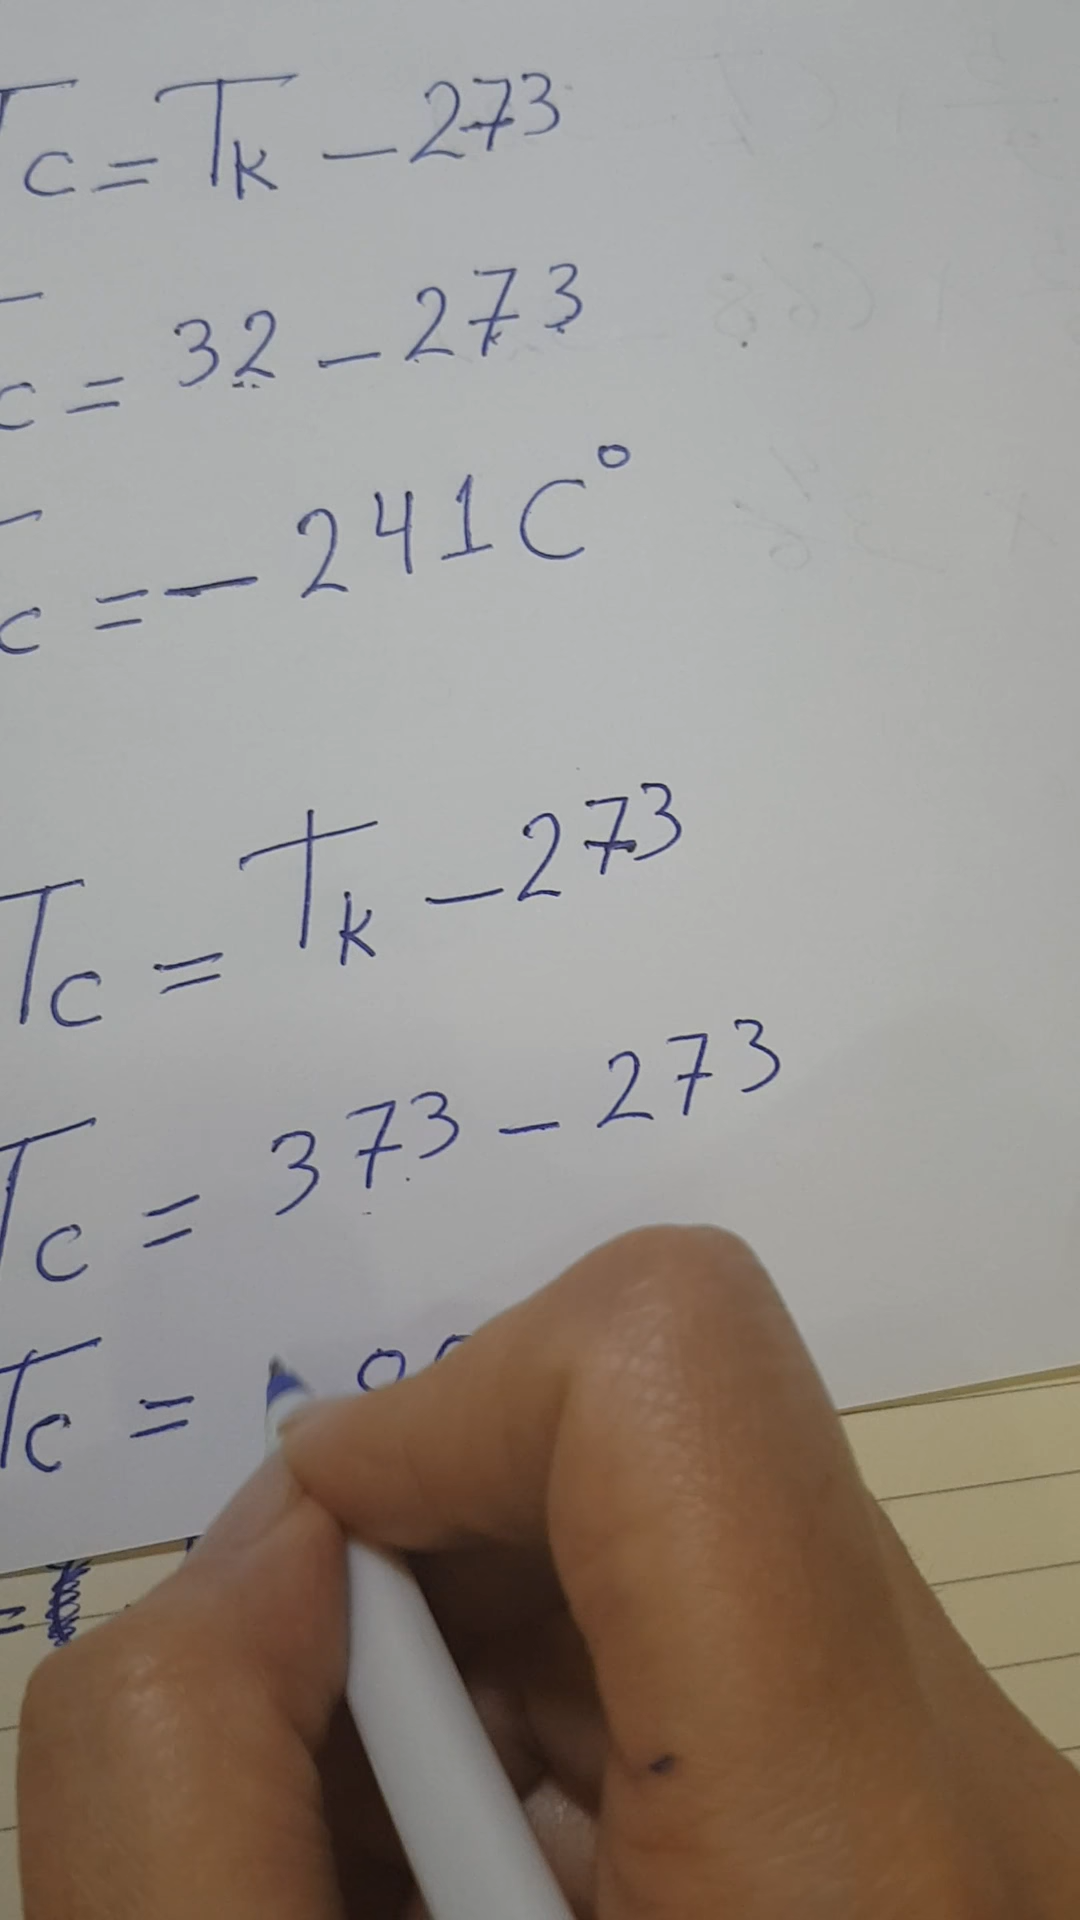 Tc = Tk - 273
c = 32 - 273
c = - 241 C°
Tc = Tk - 273
Tc = 373 - 273
Tc =
=